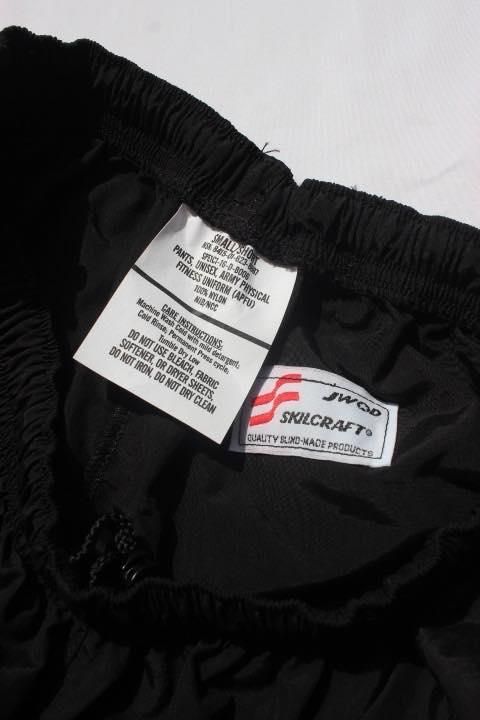 SMALL/SHORT
PANTS, UNISEX, ARMY PHYSICAL
FITNESS UNIFORM (APFU)
100% NYLON
NIB/NCC
CARE INSTRUCTIONS:
Machine Wash Cold with mild detergent,
Cold Rinse, Permanent Press cycle,
Tumble Dry Low
DO NOT USE BLEACH, FABRIC
SOFTENER, OR DRYER SHEETS.
DO NOT IRON, DO NOT DRY CLEAN
JWOD
SKILCRAFT®
QUALITY BLIND-MADE PRODUCTS